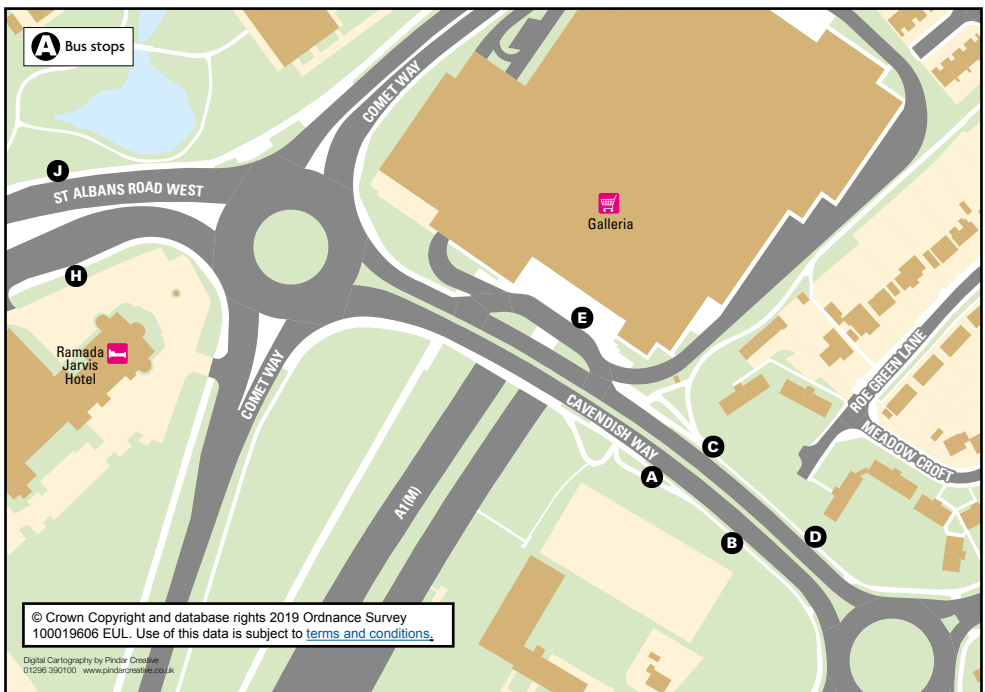 A Bus stops
COMET WAY
J
ST ALBANS ROAD WEST
Galleria
H
E
Ramada
Jarvis
Hotel
COMET WAY
ROE GREEN LANE
CAVENDISH WAY
MEADOW CROFT
C
A
A1(M)
B
D
© Crown Copyright and database rights 2019 Ordnance Survey
100019606 EUL. Use of this data is subject to terms and conditions.
Digital Cartography by Pindar Creative
01296 390100 www.pindarcreative.co.uk